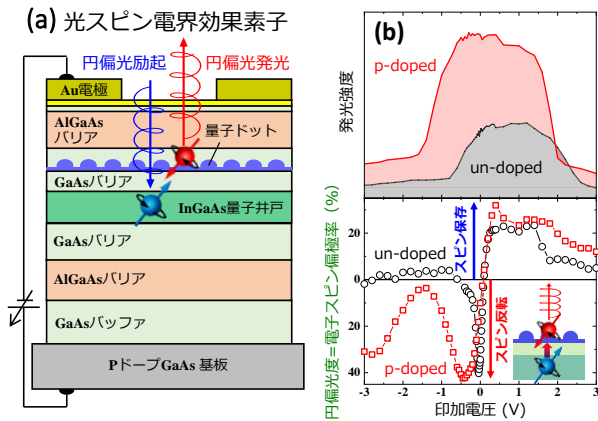 (a) 光スピン電界効果素子
円偏光励起
円偏光発光
Au電極
AlGaAs
バリア
量子ドット
GaAsバリア
InGaAs量子井戸
GaAsバリア
AlGaAsバリア
GaAsバッファ
PドープGaAs 基板
(b)
p-doped
un-doped
発光強度
円偏光度=電子スピン偏極率 (%)
40
20
0
20
40
un-doped
スピン保存
スピン反転
p-doped
-3 -2 -1 0 1 2 3
印加電圧 (V)